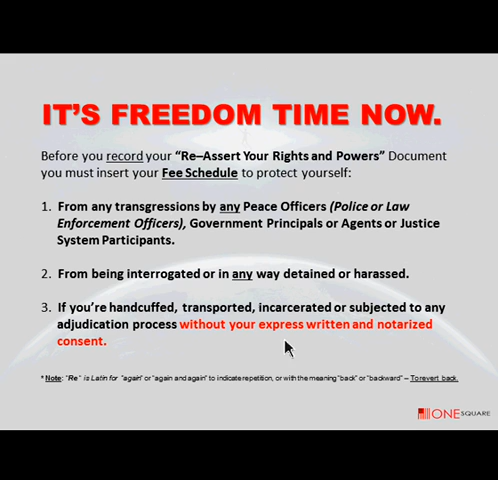 IT'S FREEDOM TIME NOW.
Before you record your “Re–Assert Your Rights and Powers” Document
you must insert your Fee Schedule to protect yourself:
1. From any transgressions by any Peace Officers (Police or Law
Enforcement Officers), Government Principals or Agents or Justice
System Participants.
2. From being interrogated or in any way detained or harassed.
3. If you're handcuffed, transported, incarcerated or subjected to any
adjudication process without your express written and notarized
consent.
* Note: “Re” is Latin for “again” or “again and again” to indicate repetition, or with the meaning “back” or “backward” – To revert back.
ONE SQUARE